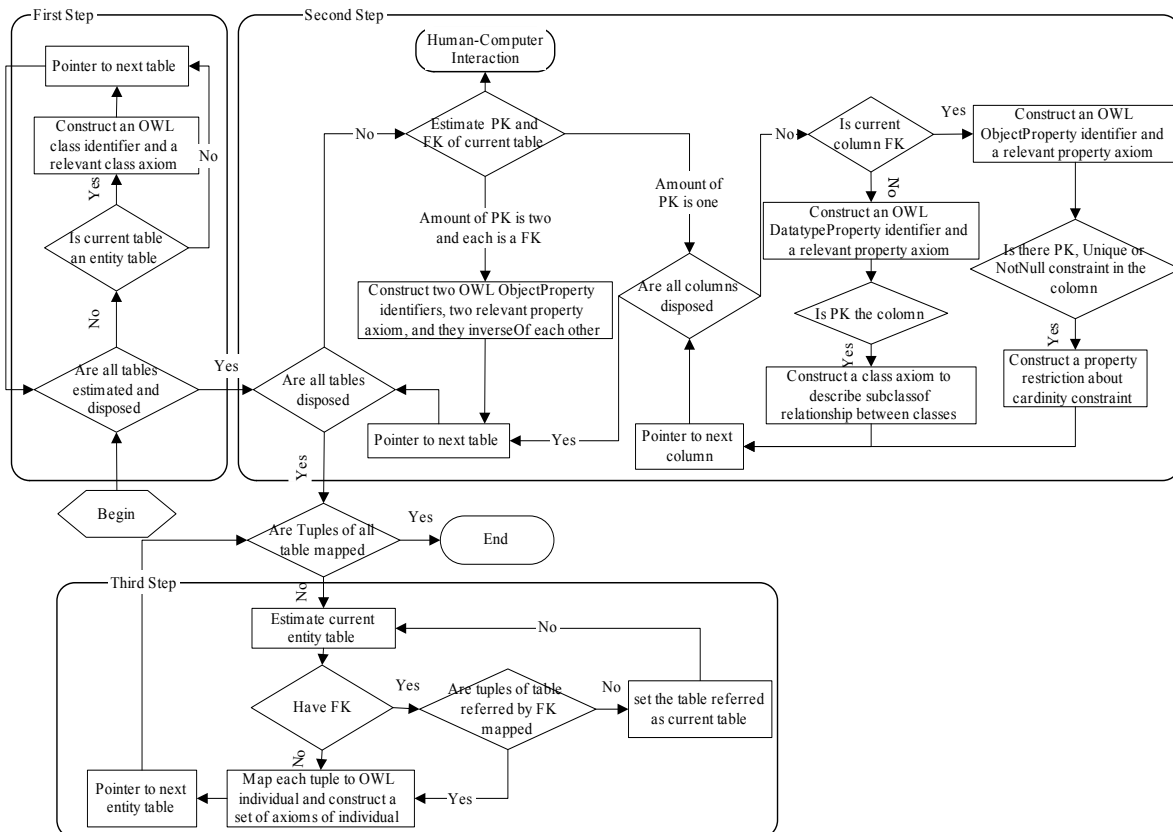 First Step
Pointer to next table
Construct an OWL
class identifier and a
relevant class axiom
No
Yes
Is current table
an entity table
No
Are all tables
estimated and
disposed
Yes
Begin
Second Step
Human-Computer
Interaction
No
Estimate PK and
FK of current table
Amount of PK is two
and each is a FK
Amount of
PK is one
Construct two OWL ObjectProperty
identifiers, two relevant property
axiom, and they inverseOf each other
Are all tables
disposed
Pointer to next table
Yes
Yes
Are all columns
disposed
No
Is current
column FK
Yes
Construct an OWL
ObjectProperty identifier and
a relevant property axiom
No
Construct an OWL
DatatypeProperty identifier and
a relevant property axiom
Is there PK, Unique or
NotNull constraint in the
colomn
Is PK the colomn
Yes
Yes
Construct a class axiom to
describe subclassof
relationship between classes
Construct a property
restriction about
cardinity constraint
Pointer to next
column
Are Tuples of all
table mapped
Yes
End
No
Third Step
Estimate current
entity table
No
Have FK
Yes
Are tuples of table
referred by FK
mapped
No
set the table referred
as current table
No
Yes
Map each tuple to OWL
individual and construct a
set of axioms of individual
Pointer to next
entity table